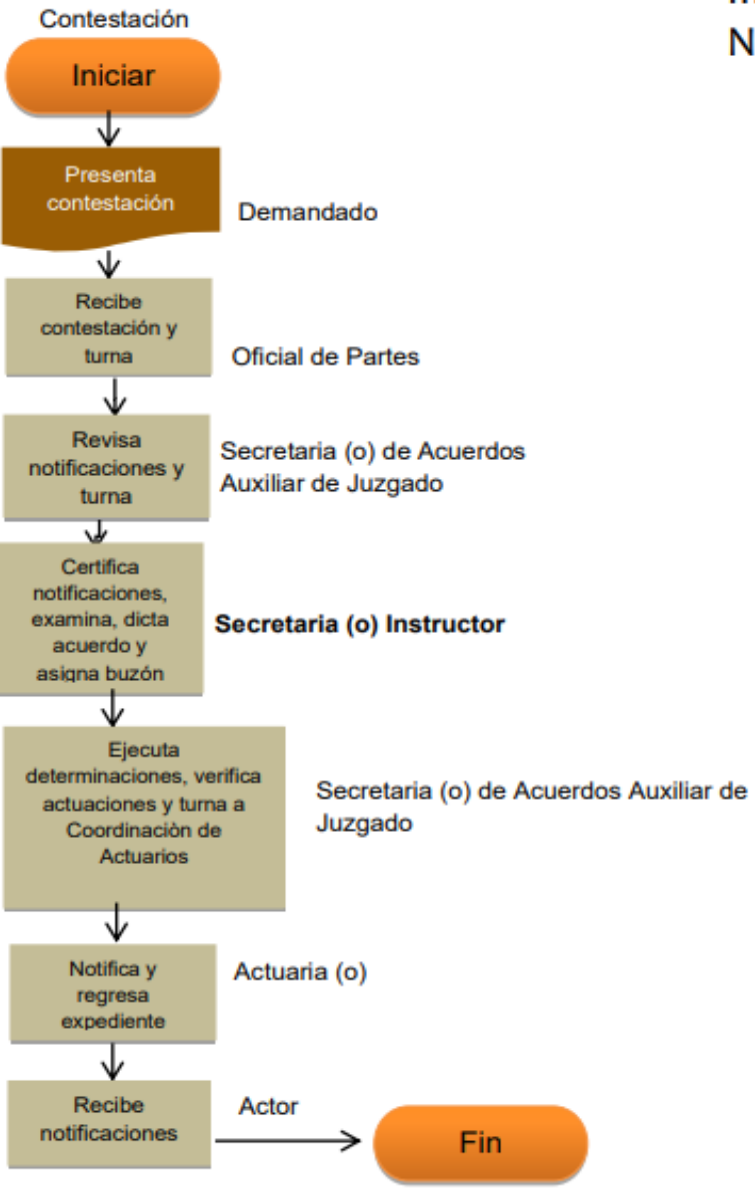 Contestación
Iniciar
N
Presenta
contestación
Demandado
Recibe
contestación y
turna
Oficial de Partes
Revisa
notificaciones y
turna
Secretaria (o) de Acuerdos
Auxiliar de Juzgado
Certifica
notificaciones,
examina, dicta
acuerdo y
asigna buzón
Secretaria (o) Instructor
Ejecuta
determinaciones, verifica
actuaciones y turna a
Coordinaciòn de
Actuarios
Secretaria (o) de Acuerdos Auxiliar de
Juzgado
Notifica y
regresa
expediente
Actuaria (o)
Recibe
notificaciones
Actor
Fin